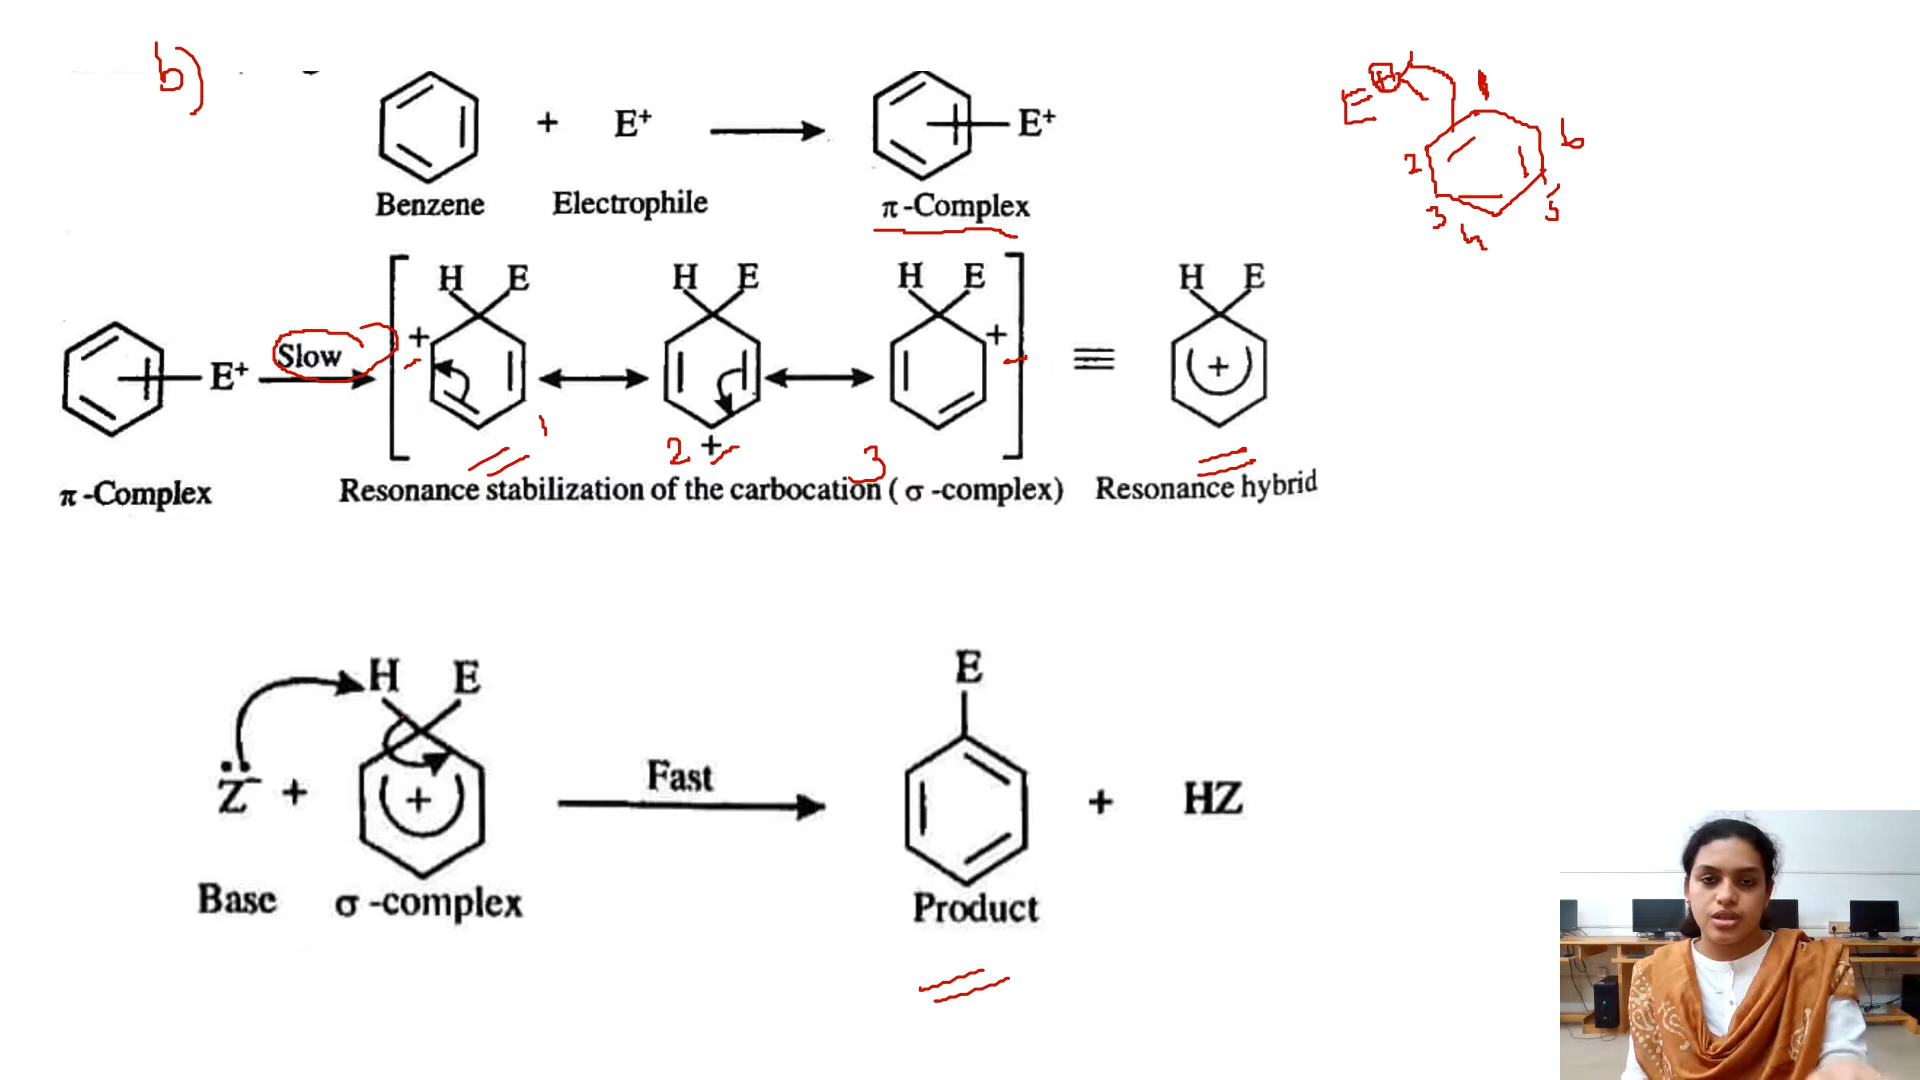 b)
+ E⁺ E⁺
Benzene Electrophile π-Complex
E⊕
1
2
3
4
5
6
H E H E H E H E
E⁺ Slow + + ≡ +
1 2 + 3
π-Complex Resonance stabilization of the carbocation (σ-complex) Resonance hybrid
H E E
Z̈⁻ + + Fast + HZ
Base σ-complex Product